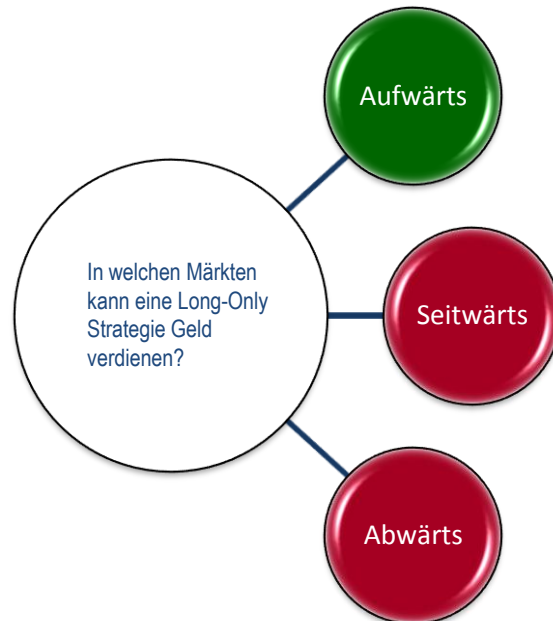 Aufwärts
In welchen Märkten
kann eine Long-Only
Strategie Geld
verdienen?
Seitwärts
Abwärts